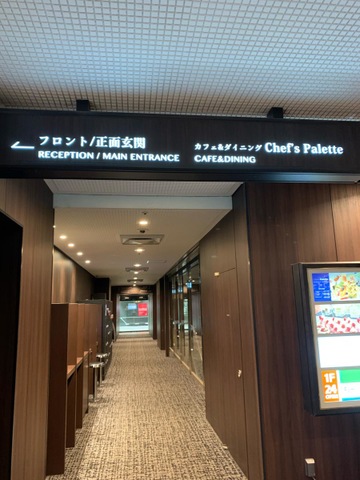 フロント/正面玄関
RECEPTION / MAIN ENTRANCE
カフェ&ダイニング Chef's Palette
CAFE&DINING
1F
24
OPEN